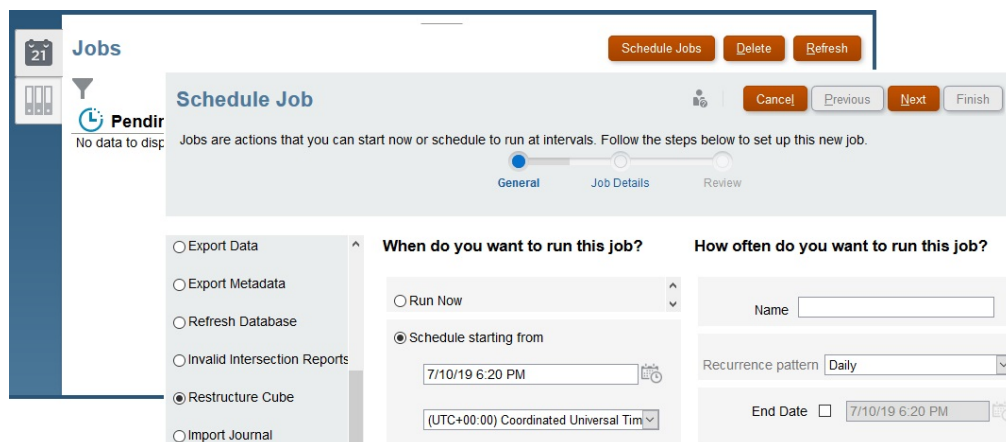 21
Jobs
Schedule Jobs
Delete
Refresh
Pendin
No data to disp
Schedule Job
Cancel
Previous
Next
Finish
Jobs are actions that you can start now or schedule to run at intervals. Follow the steps below to set up this new job.
General
Job Details
Review
Export Data
Export Metadata
Refresh Database
Invalid Intersection Reports
Restructure Cube
Import Journal
When do you want to run this job?
Run Now
Schedule starting from
7/10/19 6:20 PM
(UTC+00:00) Coordinated Universal Tim
How often do you want to run this job?
Name
Recurrence pattern
Daily
End Date
7/10/19 6:20 PM